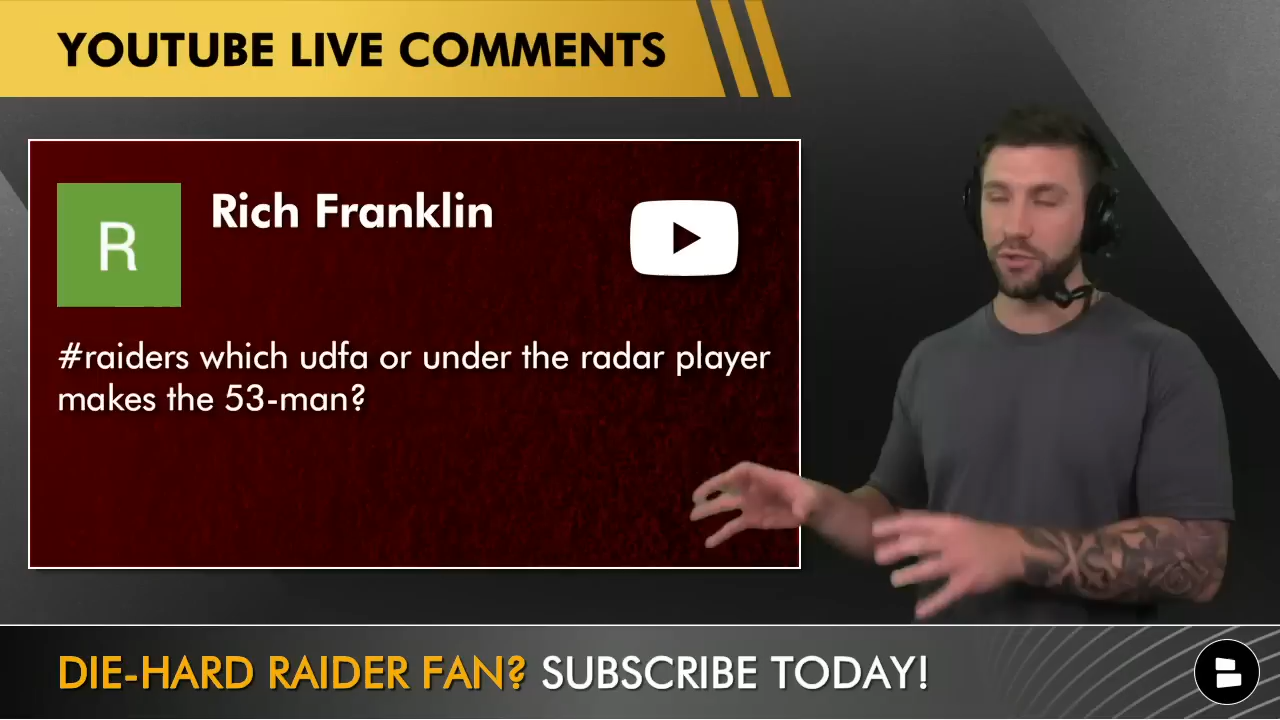 YOUTUBE LIVE COMMENTS
R
Rich Franklin
#raiders which udfa or under the radar player
makes the 53-man?
DIE-HARD RAIDER FAN? SUBSCRIBE TODAY!